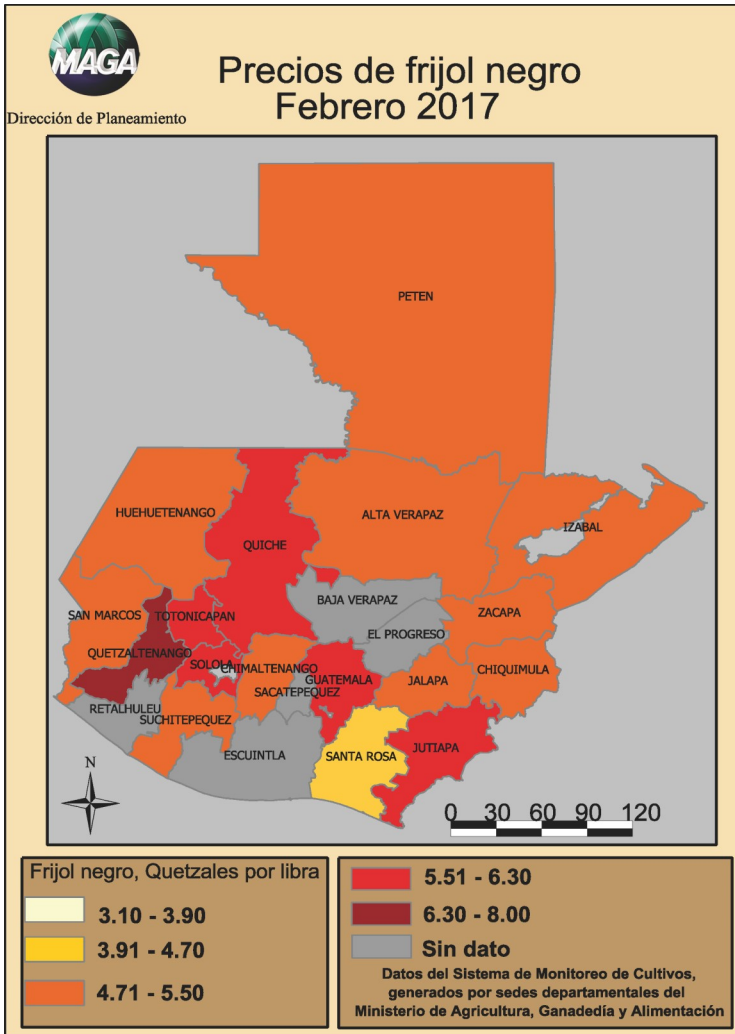 MAGA
Dirección de Planeamiento
Precios de frijol negro
Febrero 2017
PETEN
HUEHUETENANGO
ALTA VERAPAZ
IZABAL
QUICHE
BAJA VERAPAZ
SAN MARCOS
TOTONICAPAN
ZACAPA
EL PROGRESO
QUETZALTENANGO
SOLOLA
CHIMALTENANGO
GUATEMALA
JALAPA
CHIQUIMULA
SACATEPEQUEZ
RETALHULEU
SUCHITEPEQUEZ
ESCUINTLA
SANTA ROSA
JUTIAPA
N
0 30 60 90 120
Frijol negro, Quetzales por libra
3.10 - 3.90
3.91 - 4.70
4.71 - 5.50
5.51 - 6.30
6.30 - 8.00
Sin dato
Datos del Sistema de Monitoreo de Cultivos,
generados por sedes departamentales del
Ministerio de Agricultura, Ganadedía y Alimentación